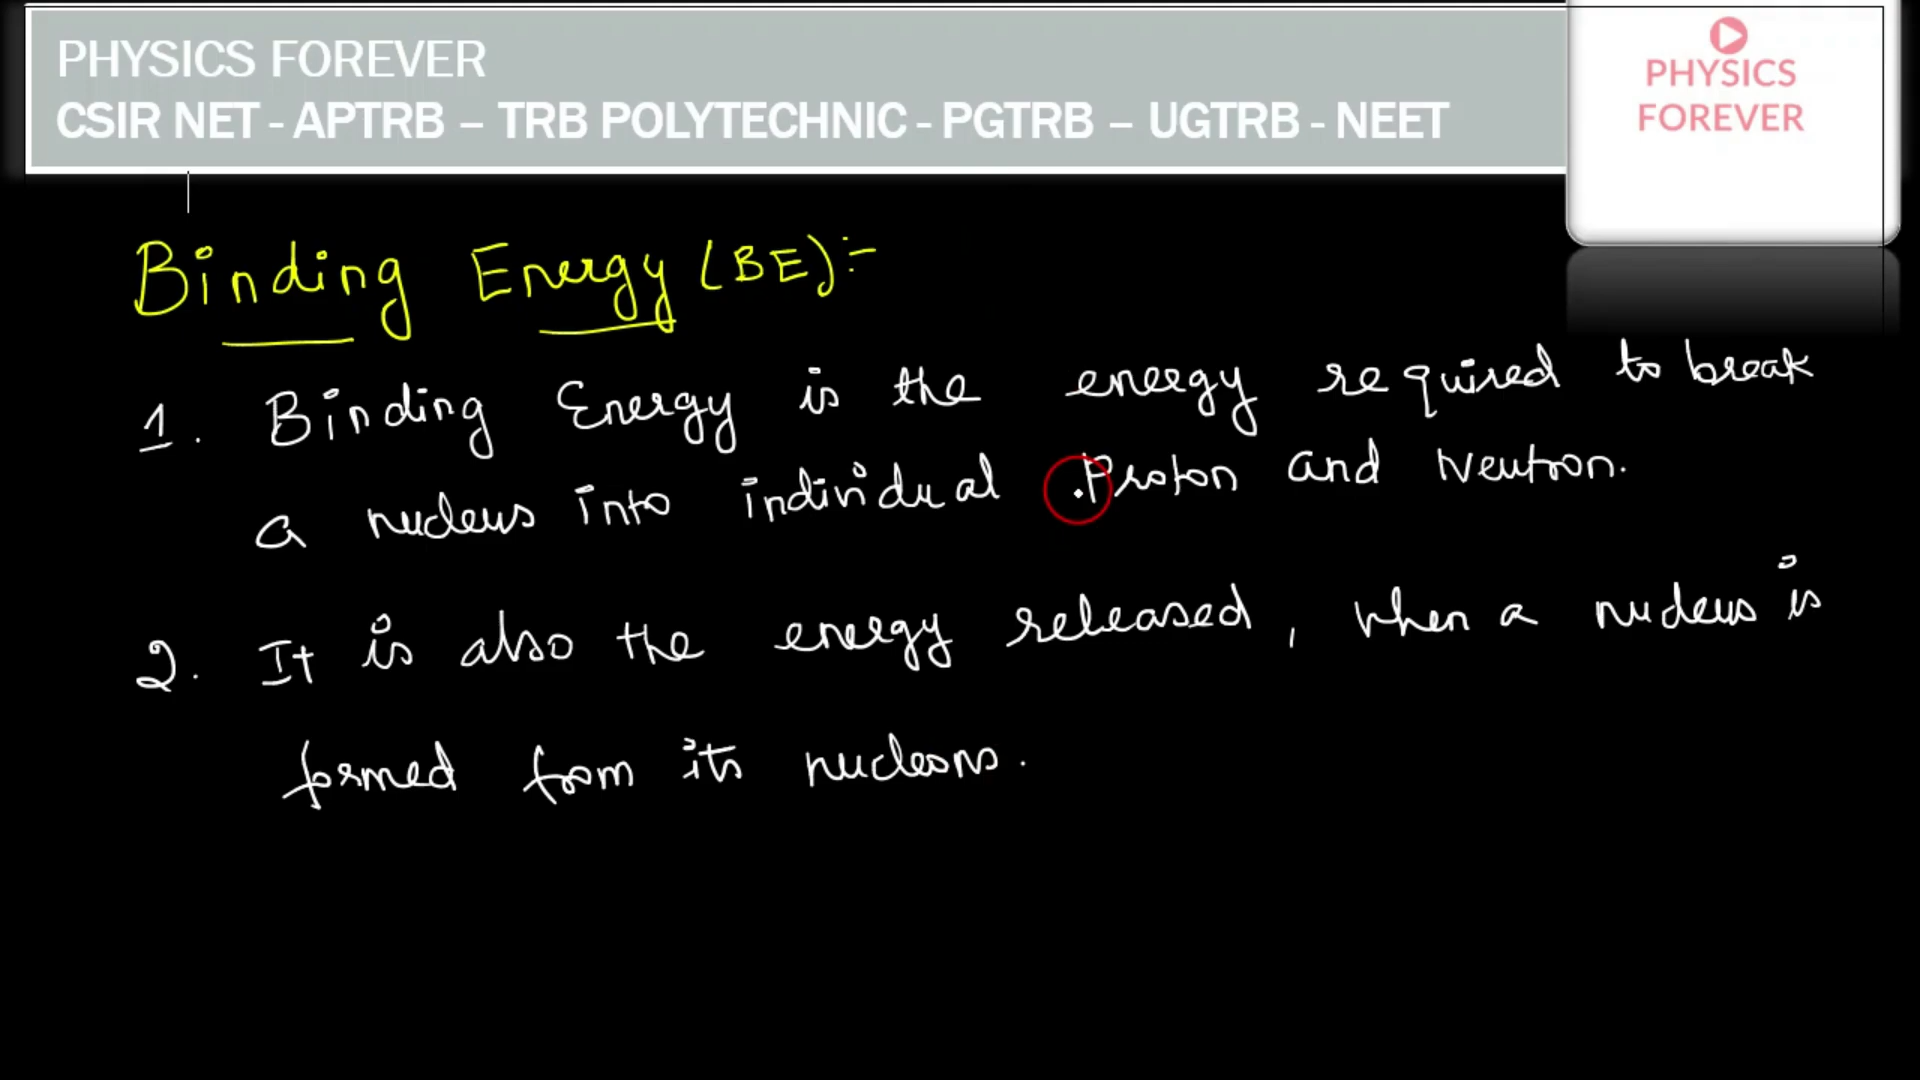 PHYSICS FOREVER
CSIR NET - APTRB – TRB POLYTECHNIC - PGTRB – UGTRB - NEET
PHYSICS
FOREVER
Binding Energy (BE):-
1. Binding Energy is the energy required to break
a nucleus into individual Proton and Neutron.
2. It is also the energy released, when a nucleus is
formed from its nucleons.